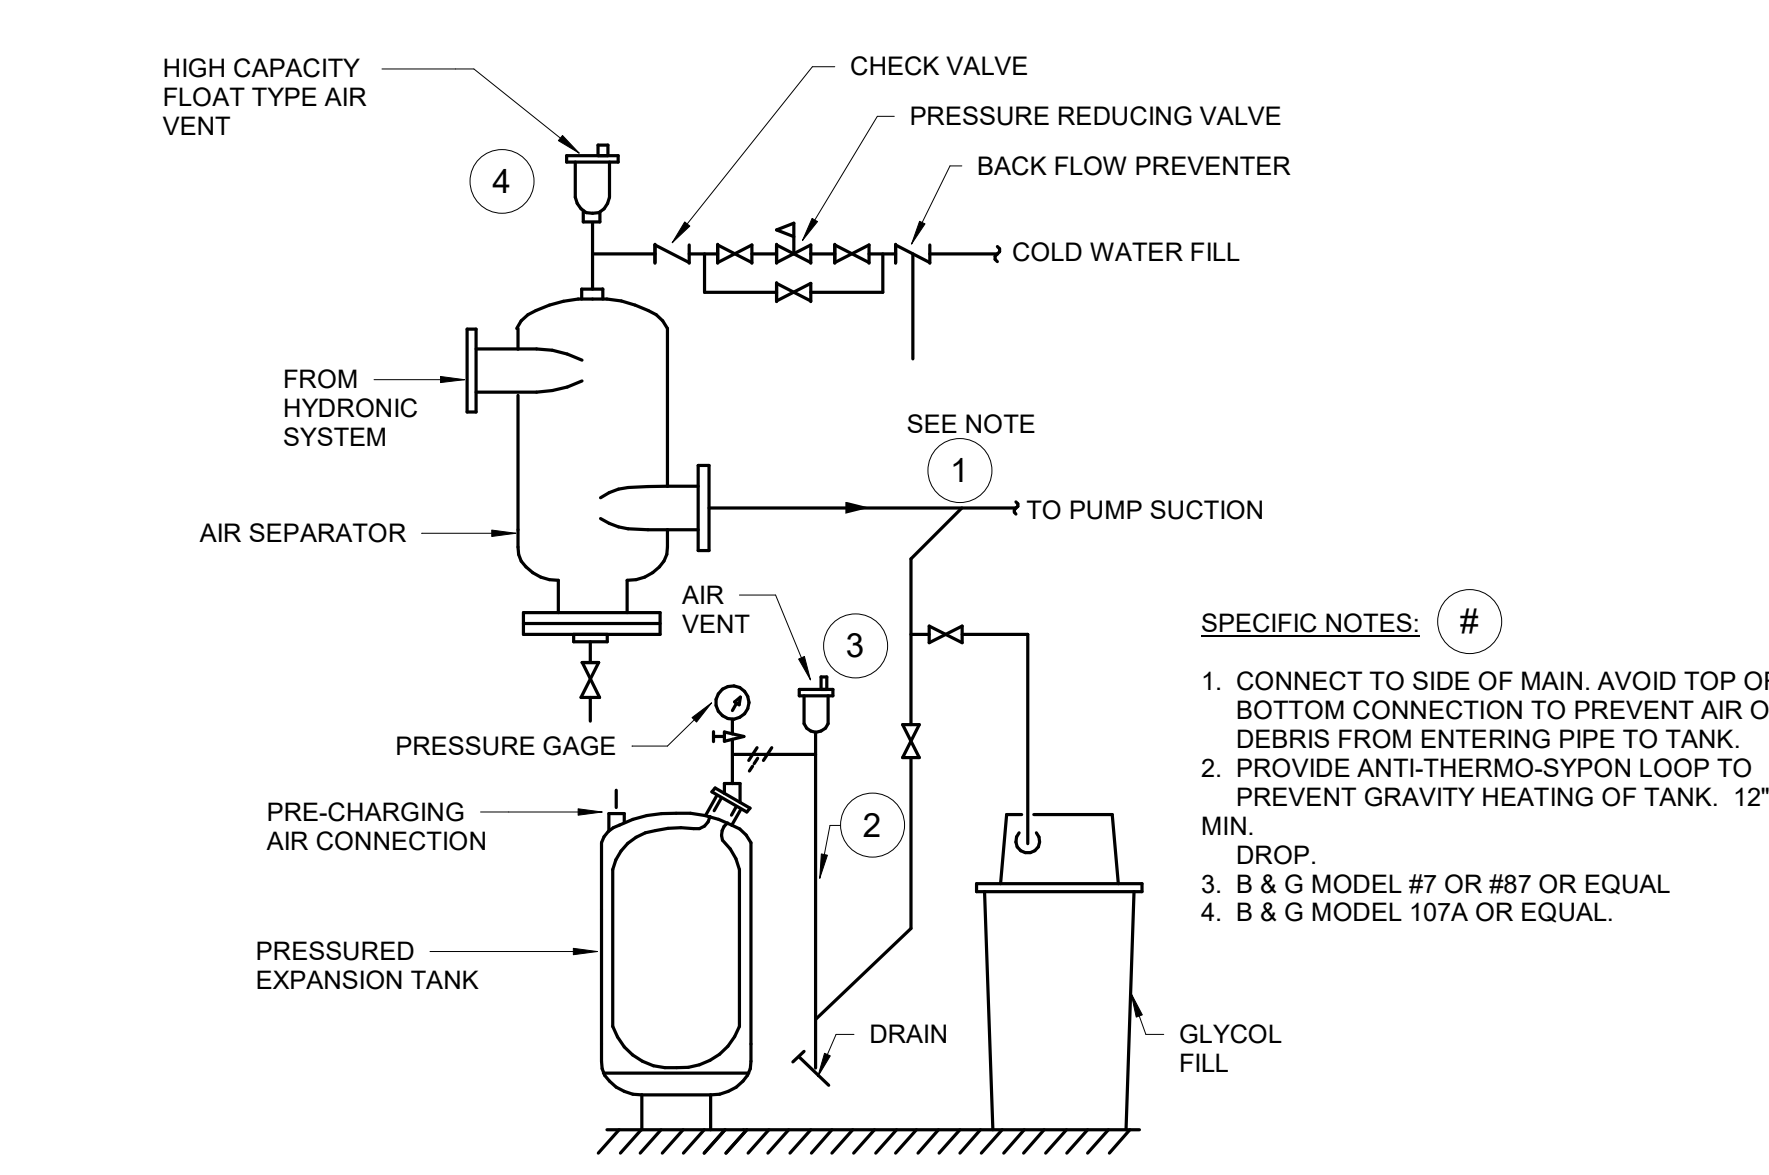 HIGH CAPACITY
FLOAT TYPE AIR
VENT
CHECK VALVE
PRESSURE REDUCING VALVE
BACK FLOW PREVENTER
4
COLD WATER FILL
FROM
HYDRONIC
SYSTEM
SEE NOTE
1
TO PUMP SUCTION
AIR SEPARATOR
AIR
VENT
3
PRESSURE GAGE
PRE-CHARGING
AIR CONNECTION
2
PRESSURED
EXPANSION TANK
DRAIN
GLYCOL
FILL
SPECIFIC NOTES: #
1. CONNECT TO SIDE OF MAIN. AVOID TOP
BOTTOM CONNECTION TO PREVENT AIR
DEBRIS FROM ENTERING PIPE TO TANK.
2. PROVIDE ANTI-THERMO-SYPON LOOP TO
PREVENT GRAVITY HEATING OF TANK. 12"
MIN.
DROP.
3. B & G MODEL #7 OR #87 OR EQUAL
4. B & G MODEL 107A OR EQUAL.